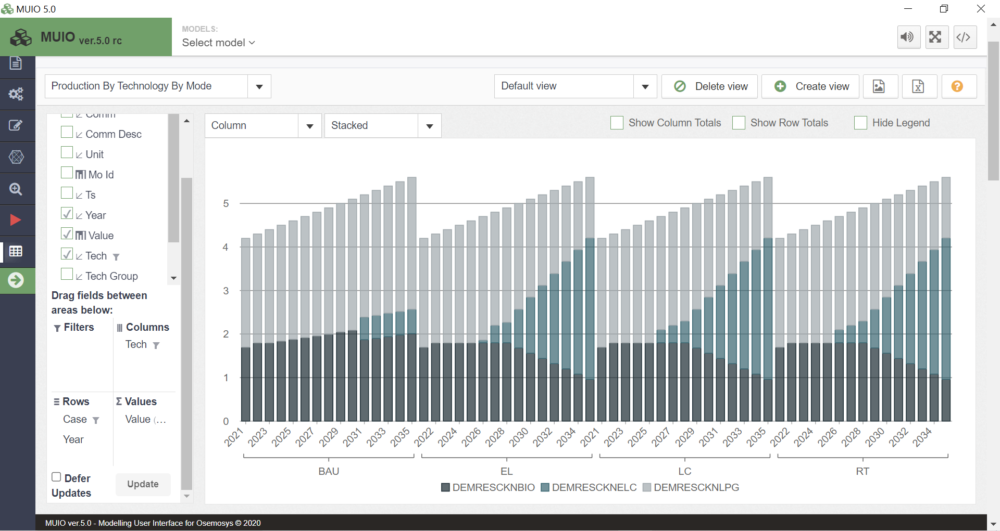 MUIO 5.0
MUIO ver.5.0 rc
MODELS:
Select model
Production By Technology By Mode
Default view
Delete view
Create view
Comm
Comm Desc
Unit
Mo Id
Ts
Year
Value
Tech
Tech Group
Drag fields between
areas below:
Filters
Columns
Tech
Rows
Values
Case
Value (...
Year
Defer
Updates
Update
Column
Stacked
Show Column Totals
Show Row Totals
Hide Legend
5
4
3
2
1
0
2021 2023 2025 2027 2029 2031 2033 2035 2022 2024 2026 2028 2030 2032 2034 2021 2023 2025 2027 2029 2031 2033 2035 2022 2024 2026 2028 2030 2032 2034
BAU EL LC RT
DEMRESCKNBIO DEMRESCKNELC DEMRESCKNLPG
MUIO ver.5.0 - Modelling User Interface for Osemosys © 2020